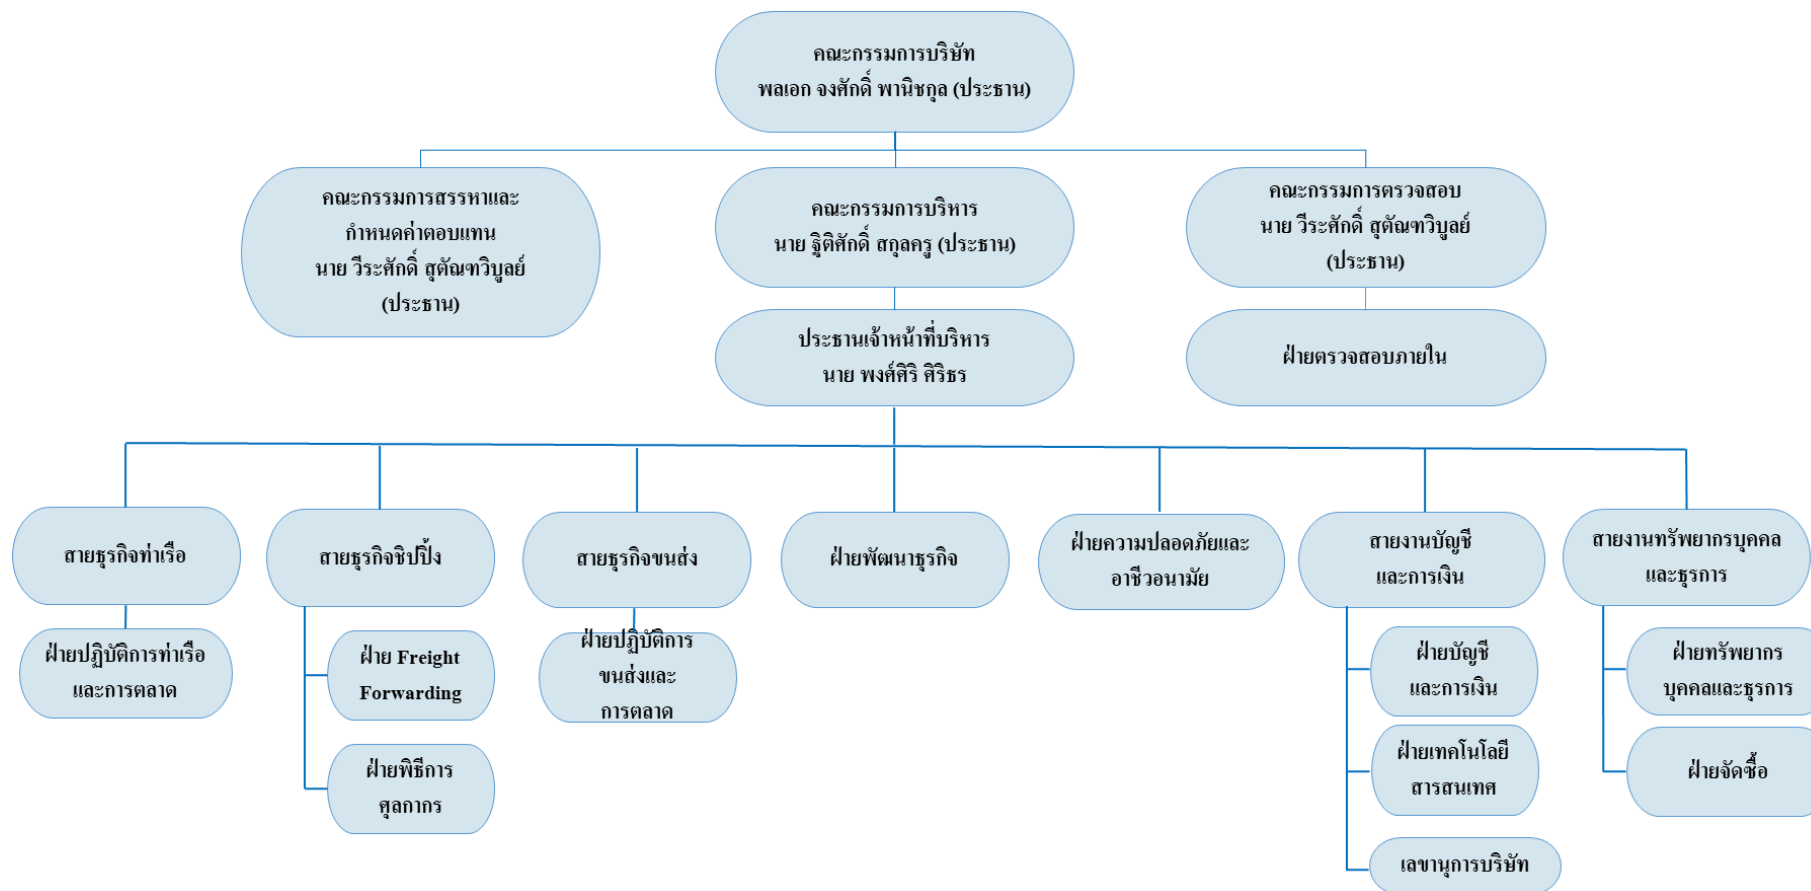 คณะกรรมการบริษัท
พลเอก จงศักดิ์ พานิชกุล (ประธาน)
คณะกรรมการสรรหาและ
กำหนดค่าตอบแทน
นาย วีระศักดิ์ สุตัณฑวิบูลย์
(ประธาน)
คณะกรรมการบริหาร
นาย ฐิติศักดิ์ สกุลครู (ประธาน)
คณะกรรมการตรวจสอบ
นาย วีระศักดิ์ สุตัณฑวิบูลย์
(ประธาน)
ประธานเจ้าหน้าที่บริหาร
นาย พงศ์ศิริ ศิริธร
ฝ่ายตรวจสอบภายใน
สายธุรกิจท่าเรือ
สายธุรกิจชิปปิ้ง
สายธุรกิจขนส่ง
ฝ่ายพัฒนาธุรกิจ
ฝ่ายความปลอดภัยและ
อาชีวอนามัย
สายงานบัญชี
และการเงิน
สายงานทรัพยากรบุคคล
และธุรการ
ฝ่ายปฏิบัติการท่าเรือ
และการตลาด
ฝ่าย Freight
Forwarding
ฝ่ายพิธีการ
ศุลกากร
ฝ่ายปฏิบัติการ
ขนส่งและ
การตลาด
ฝ่ายบัญชี
และการเงิน
ฝ่ายเทคโนโลยี
สารสนเทศ
เลขานุการบริษัท
ฝ่ายทรัพยากร
บุคคลและธุรการ
ฝ่ายจัดซื้อ